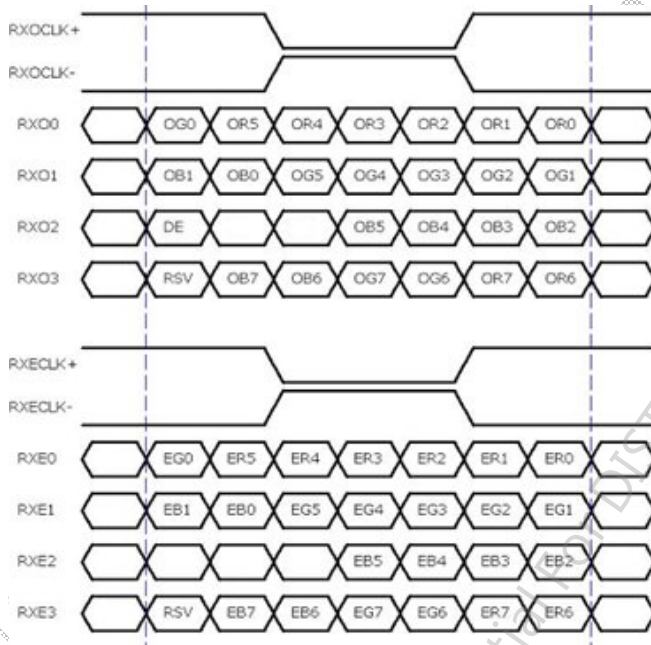 RXOCLK+
RXOCLK-
RXO0 OG0 OR5 OR4 OR3 OR2 OR1 OR0
RXO1 OB1 OB0 OG5 OG4 OG3 OG2 OG1
RXO2 DE OB5 OB4 OB3 OB2
RXO3 RSV OB7 OB6 OG7 OG6 OR7 OR6
RXECLK+
RXECLK-
RXE0 EG0 ER5 ER4 ER3 ER2 ER1 ER0
RXE1 EB1 EB0 EG5 EG4 EG3 EG2 EG1
RXE2 EB5 EB4 EB3 EB2
RXE3 RSV EB7 EB6 EG7 EG6 ER7 ER6
For